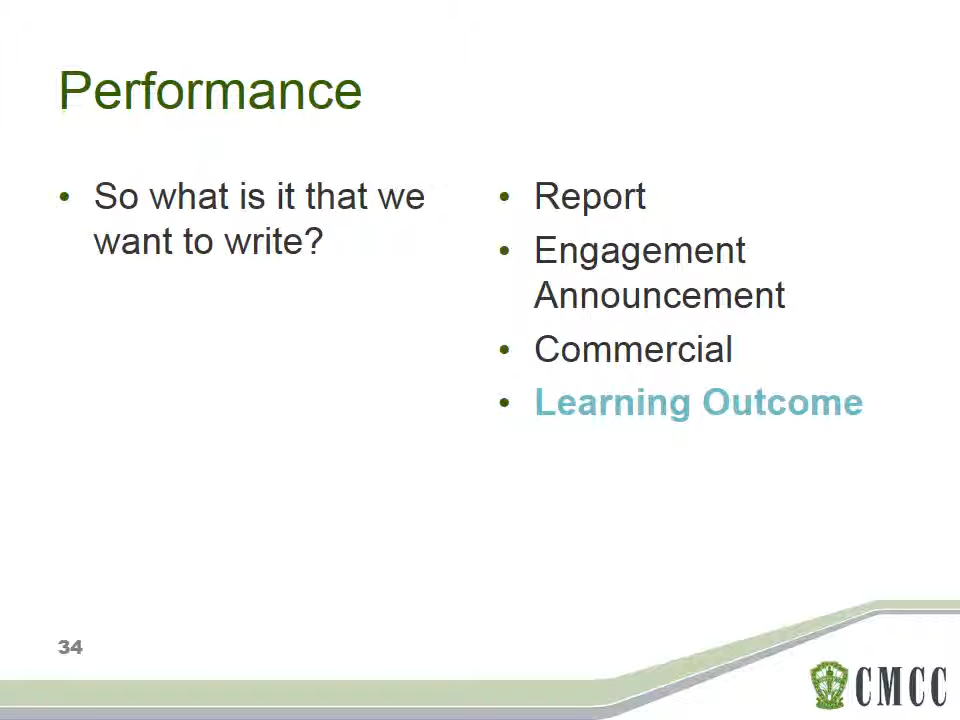 Performance
• So what is it that we
want to write?
• Report
• Engagement
Announcement
• Commercial
• Learning Outcome
34
CMCC